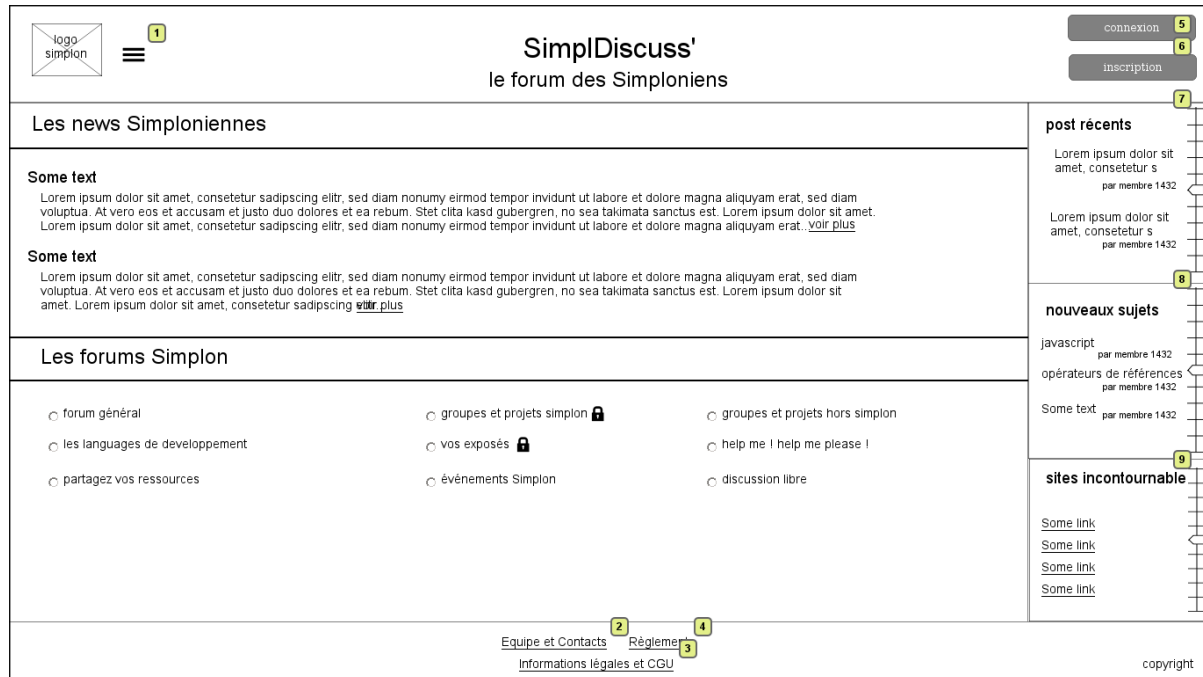 logo
simplon
1
SimplDiscuss'
le forum des Simploniens
connexion
5
6
inscription
7
Les news Simploniennes
Some text
Lorem ipsum dolor sit amet, consetetur sadipscing elitr, sed diam nonumy eirmod tempor invidunt ut labore et dolore magna aliquyam erat, sed diam
voluptua. At vero eos et accusam et justo duo dolores et ea rebum. Stet clita kasd gubergren, no sea takimata sanctus est. Lorem ipsum dolor sit amet.
Lorem ipsum dolor sit amet, consetetur sadipscing elitr, sed diam nonumy eirmod tempor invidunt ut labore et dolore magna aliquyam erat.. voir plus
Some text
Lorem ipsum dolor sit amet, consetetur sadipscing elitr, sed diam nonumy eirmod tempor invidunt ut labore et dolore magna aliquyam erat, sed diam
voluptua. At vero eos et accusam et justo duo dolores et ea rebum. Stet clita kasd gubergren, no sea takimata sanctus est. Lorem ipsum dolor sit
amet. Lorem ipsum dolor sit amet, consetetur sadipscing plus
Les forums Simplon
forum général
groupes et projets simplon
groupes et projets hors simplon
les languages de developpement
vos exposés
help me ! help me please !
partagez vos ressources
événements Simplon
discussion libre
post récents
Lorem ipsum dolor sit
amet, consetetur s
par membre 1432
Lorem ipsum dolor sit
amet, consetetur s
par membre 1432
8
nouveaux sujets
javascript
par membre 1432
opérateurs de références
par membre 1432
Some text par membre 1432
9
sites incontournable
Some link
Some link
Some link
Some link
2
4
Equipe et Contacts
3
Informations légales et CGU
copyright